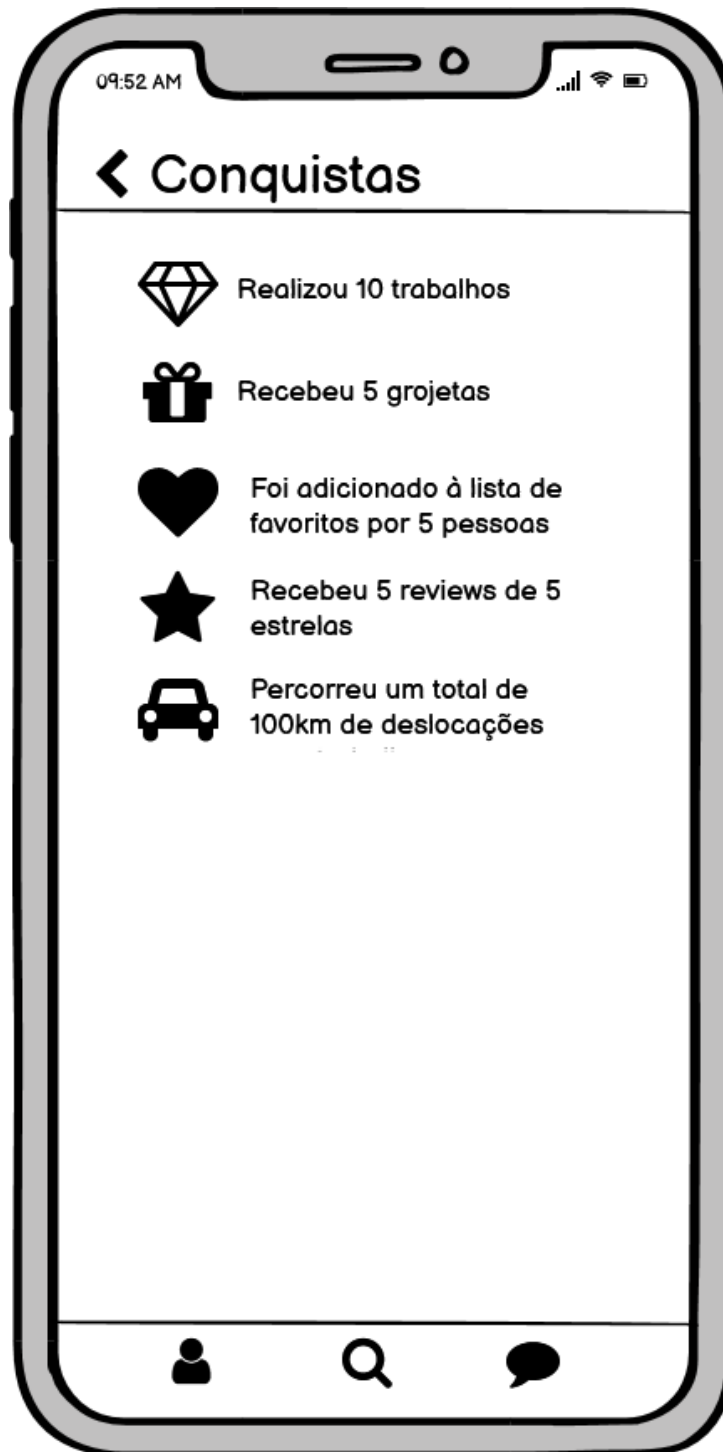 09:52 AM
Conquistas
Realizou 10 trabalhos
Recebeu 5 grojetas
Foi adicionado à lista de
favoritos por 5 pessoas
Recebeu 5 reviews de 5
estrelas
Percorreu um total de
100km de deslocações